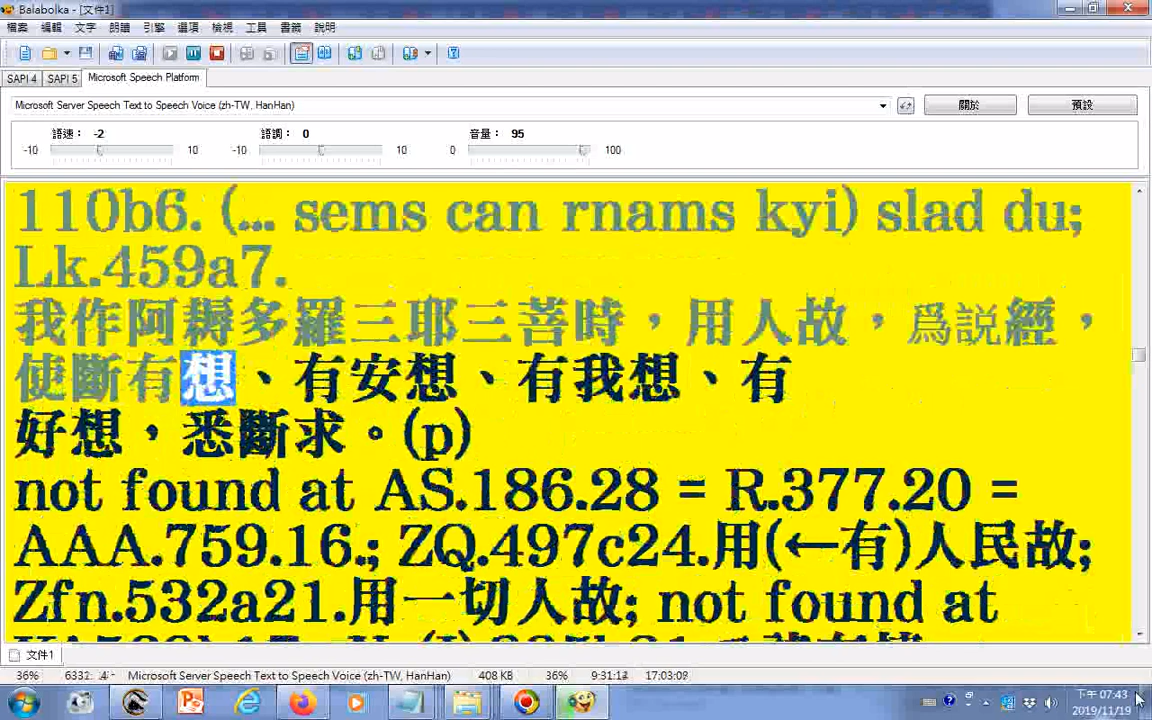 Balabolka - [文件1]
檔案 編輯 文字 朗讀 引擎 選項 檢視 工具 書籤 說明
SAPI 4 SAPI 5 Microsoft Speech Platform
Microsoft Server Speech Text to Speech Voice (zh-TW, HanHan) 關於 預設
語速： -2 語調： 0 音量： 95
-10 10 -10 10 0 100
110b6. (... sems can rnams kyi) slad du;
Lk.459a7.
我作阿耨多羅三耶三菩時，用人故，爲説經，
使斷有想、有安想、有我想、有
好想，悉斷求。(p)
not found at AS.186.28 = R.377.20 =
AAA.759.16.; ZQ.497c24.用(←有)人民故;
Zfn.532a21.用一切人故; not found at
文件1
36% Microsoft Server Speech Text to Speech Voice (zh-TW, HanHan) 408 KB 36% 9:31:14 17:03:09
下午 07:43
2019/11/19